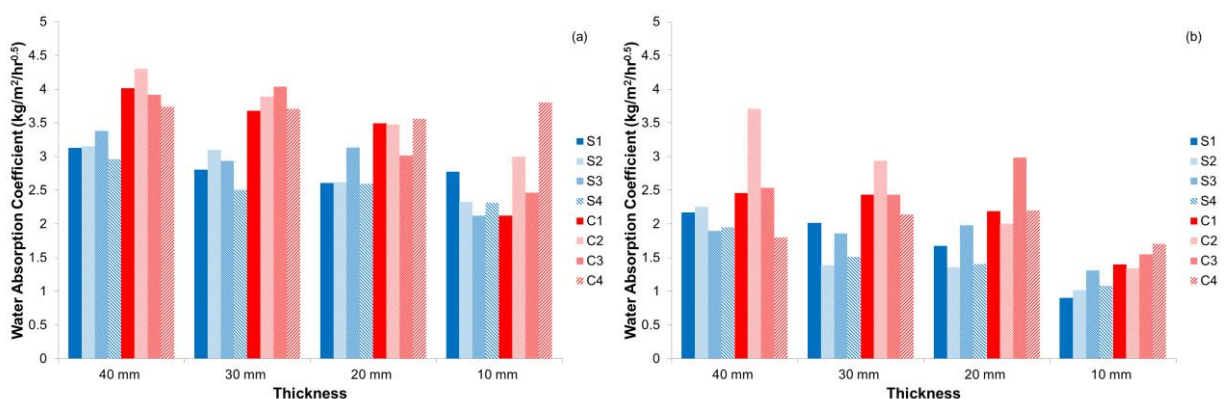 (a)
Water Absorption Coefficient (kg/m²/hr⁰·⁵)
5
4.5
4
3.5
3
2.5
2
1.5
1
0.5
0
40 mm
30 mm
20 mm
10 mm
Thickness
S1
S2
S3
S4
C1
C2
C3
C4
(b)
Water Absorption Coefficient (kg/m²/hr⁰·⁵)
5
4.5
4
3.5
3
2.5
2
1.5
1
0.5
0
40 mm
30 mm
20 mm
10 mm
Thickness
S1
S2
S3
S4
C1
C2
C3
C4